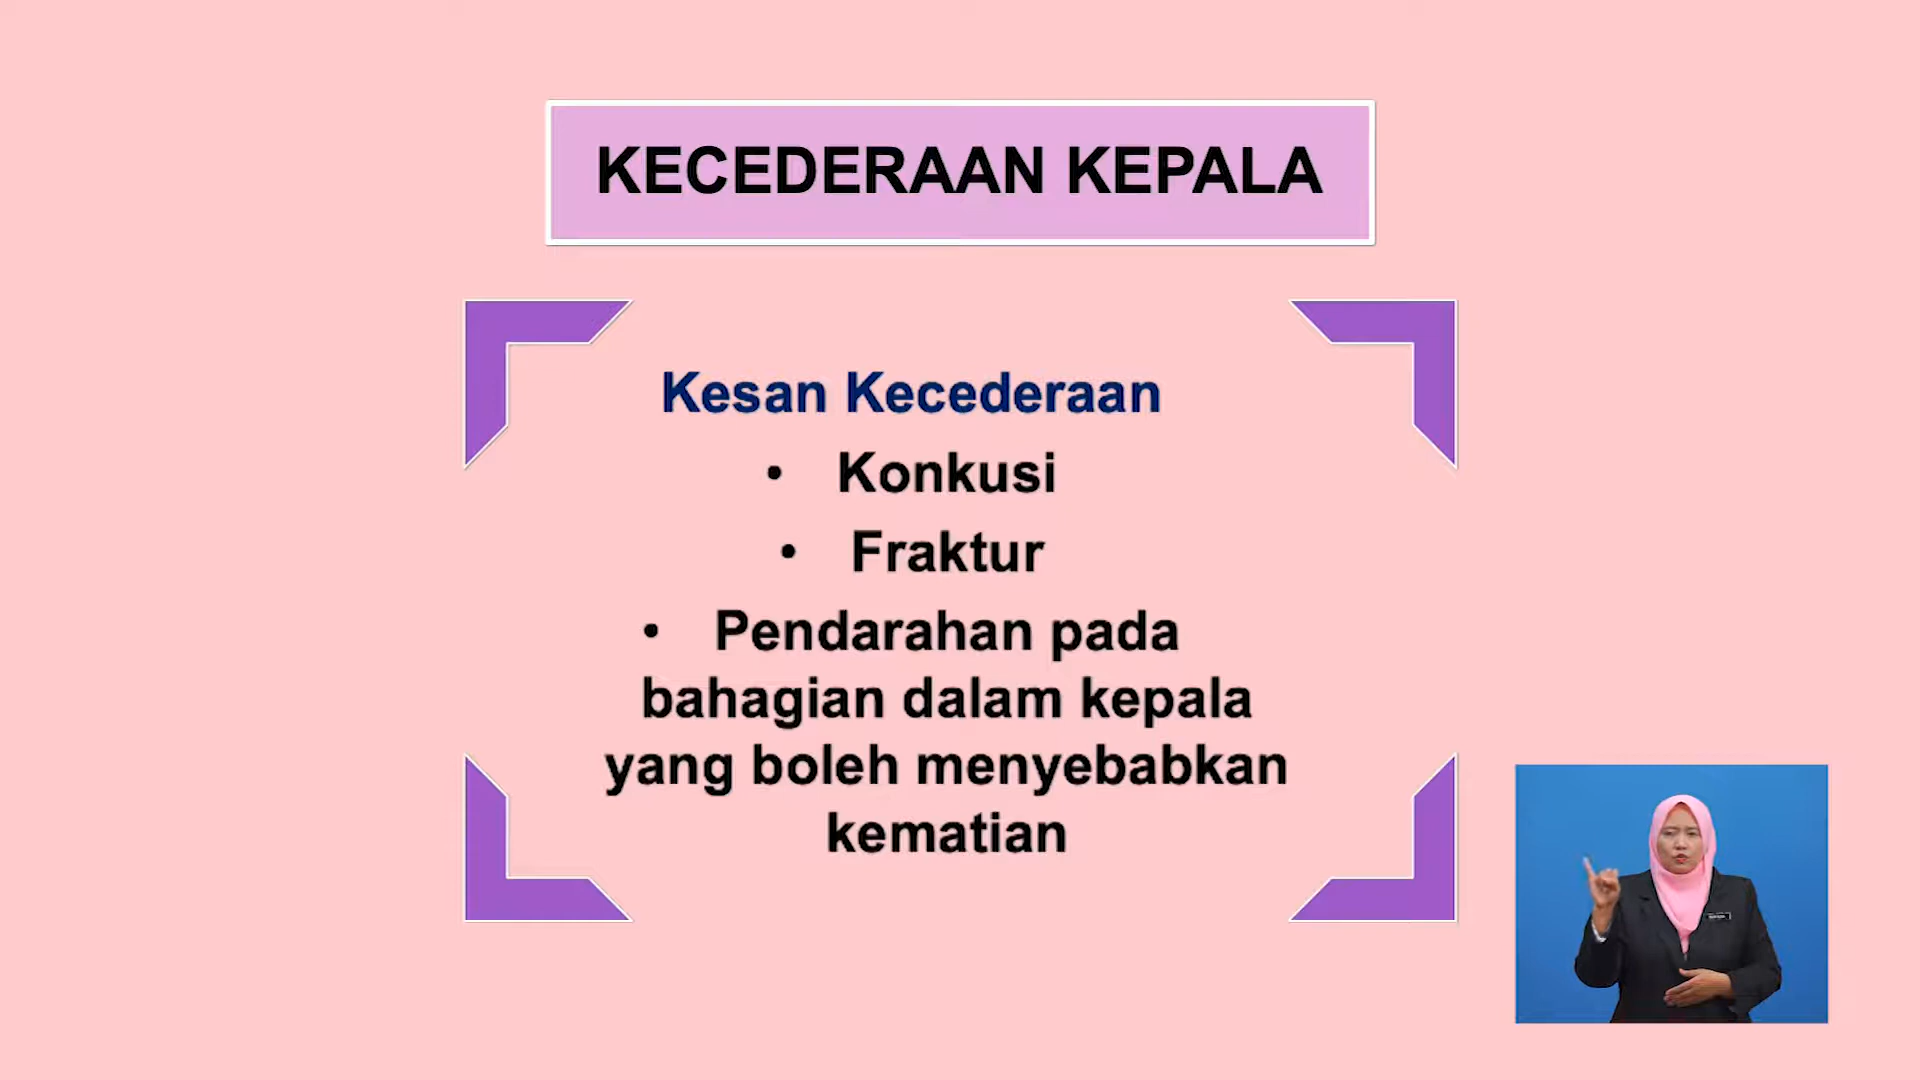 KECEDERAAN KEPALA
Kesan Kecederaan
• Konkusi
• Fraktur
• Pendarahan pada
bahagian dalam kepala
yang boleh menyebabkan
kematian